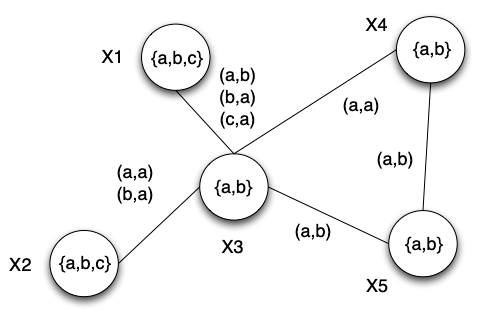 X1
{a,b,c}
(a,b)
(b,a)
(c,a)
X4
{a,b}
(a,a)
(a,b)
(a,a)
(b,a)
{a,b}
X3
(a,b)
X2
{a,b,c}
{a,b}
X5